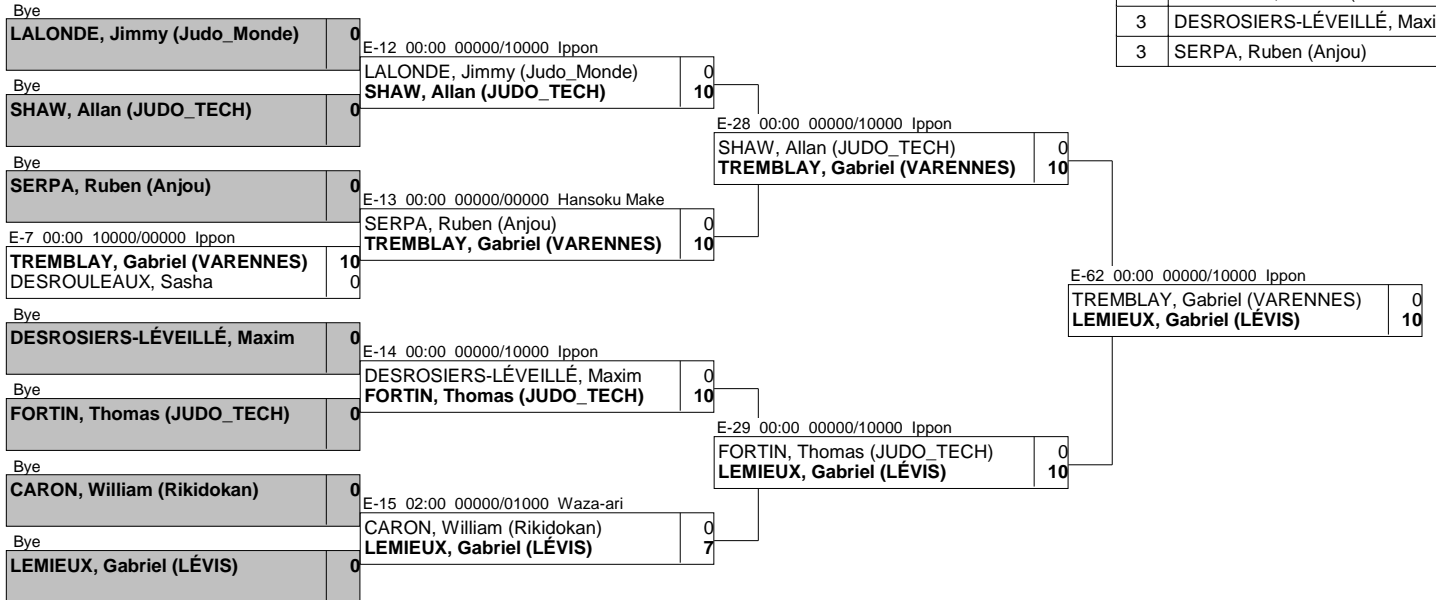 Bye
LALONDE, Jimmy (Judo_Monde) 0
Bye
SHAW, Allan (JUDO_TECH) 0
Bye
SERPA, Ruben (Anjou) 0
E-7 00:00 10000/00000 Ippon
TREMBLAY, Gabriel (VARENNES) 10
DESROULEAUX, Sasha 0
Bye
DESROSIERS-LÉVEILLÉ, Maxim 0
Bye
FORTIN, Thomas (JUDO_TECH) 0
Bye
CARON, William (Rikidokan) 0
Bye
LEMIEUX, Gabriel (LÉVIS) 0
E-12 00:00 00000/10000 Ippon
LALONDE, Jimmy (Judo_Monde) 0
SHAW, Allan (JUDO_TECH) 10
E-13 00:00 00000/00000 Hansoku Make
SERPA, Ruben (Anjou) 0
TREMBLAY, Gabriel (VARENNES) 10
E-14 00:00 00000/10000 Ippon
DESROSIERS-LÉVEILLÉ, Maxim 0
FORTIN, Thomas (JUDO_TECH) 10
E-15 02:00 00000/01000 Waza-ari
CARON, William (Rikidokan) 0
LEMIEUX, Gabriel (LÉVIS) 7
E-28 00:00 00000/10000 Ippon
SHAW, Allan (JUDO_TECH) 0
TREMBLAY, Gabriel (VARENNES) 10
E-29 00:00 00000/10000 Ippon
FORTIN, Thomas (JUDO_TECH) 0
LEMIEUX, Gabriel (LÉVIS) 10
E-62 00:00 00000/10000 Ippon
TREMBLAY, Gabriel (VARENNES) 0
LEMIEUX, Gabriel (LÉVIS) 10
3 DESROSIERS-LÉVEILLÉ, Maxi
3 SERPA, Ruben (Anjou)